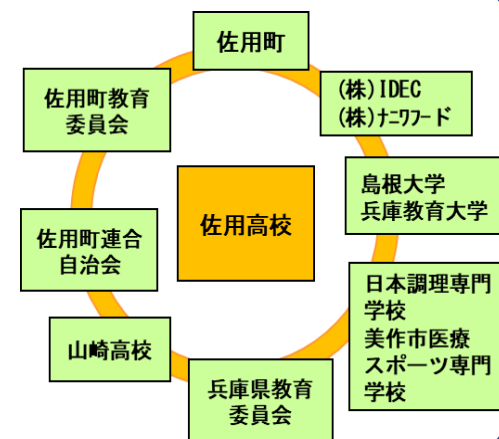 佐用町
(株)IDEC
(株)ナニワフード
島根大学
兵庫教育大学
日本調理専門
学校
美作市医療
スポーツ専門
学校
兵庫県教育
委員会
山崎高校
佐用町連合
自治会
佐用町教育
委員会
佐用高校